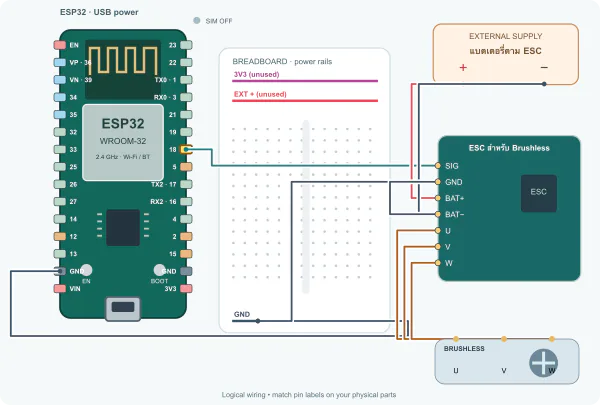 ESP32 · USB power
SIM OFF
EN
VP · 36
VN · 39
34
35
32
33
25
26
27
14
12
13
GND
VIN
23
22
TX0 · 1
RX0 · 3
21
19
18
5
TX2 · 17
RX2 · 16
4
2
15
GND
3V3
ESP32
WROOM-32
2.4 GHz · Wi-Fi / BT
EN
BOOT
BREADBOARD · power rails
3V3 (unused)
EXT + (unused)
GND
EXTERNAL SUPPLY
แบตเตอรี่ตาม ESC
+
−
ESC สำหรับ Brushless
SIG
GND
BAT+
BAT−
U
V
W
ESC
BRUSHLESS
U
V
W
Logical wiring • match pin labels on your physical parts